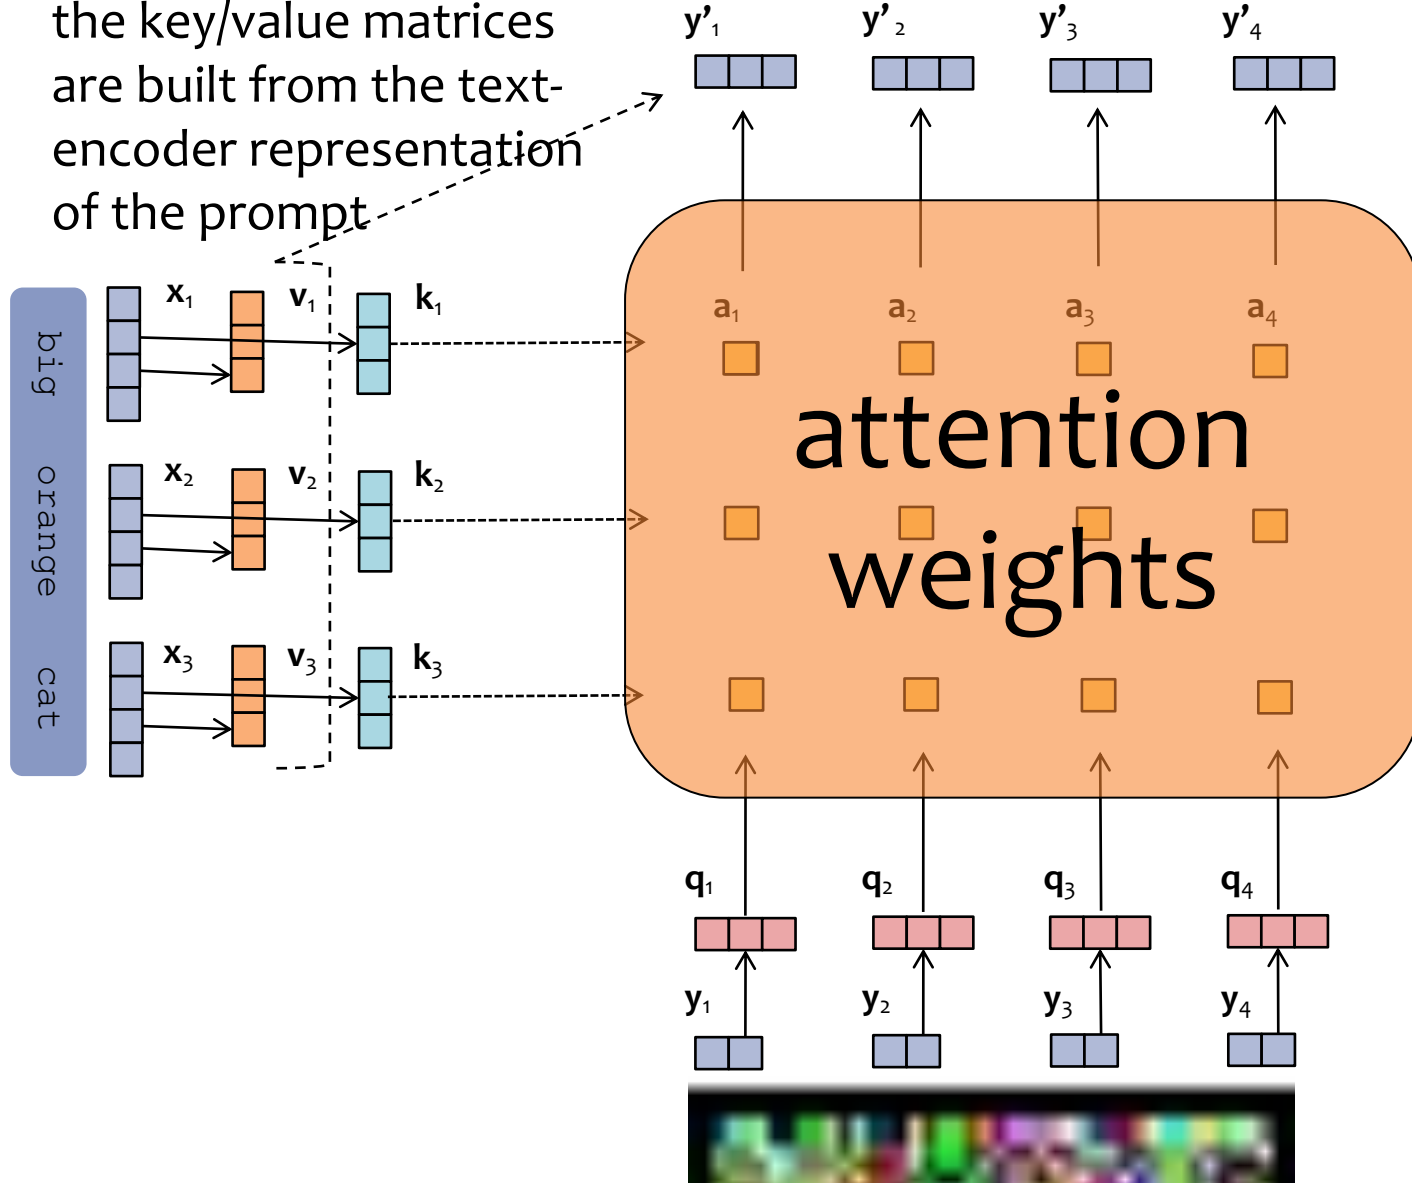 the key/value matrices
are built from the text-
encoder representation
of the prompt
y’₁ y’₂ y’₃ y’₄
x₁ v₁ k₁
big
a₁ a₂ a₃ a₄
attention
x₂ v₂ k₂
orange
weights
x₃ v₃ k₃
cat
q₁ q₂ q₃ q₄
y₁ y₂ y₃ y₄